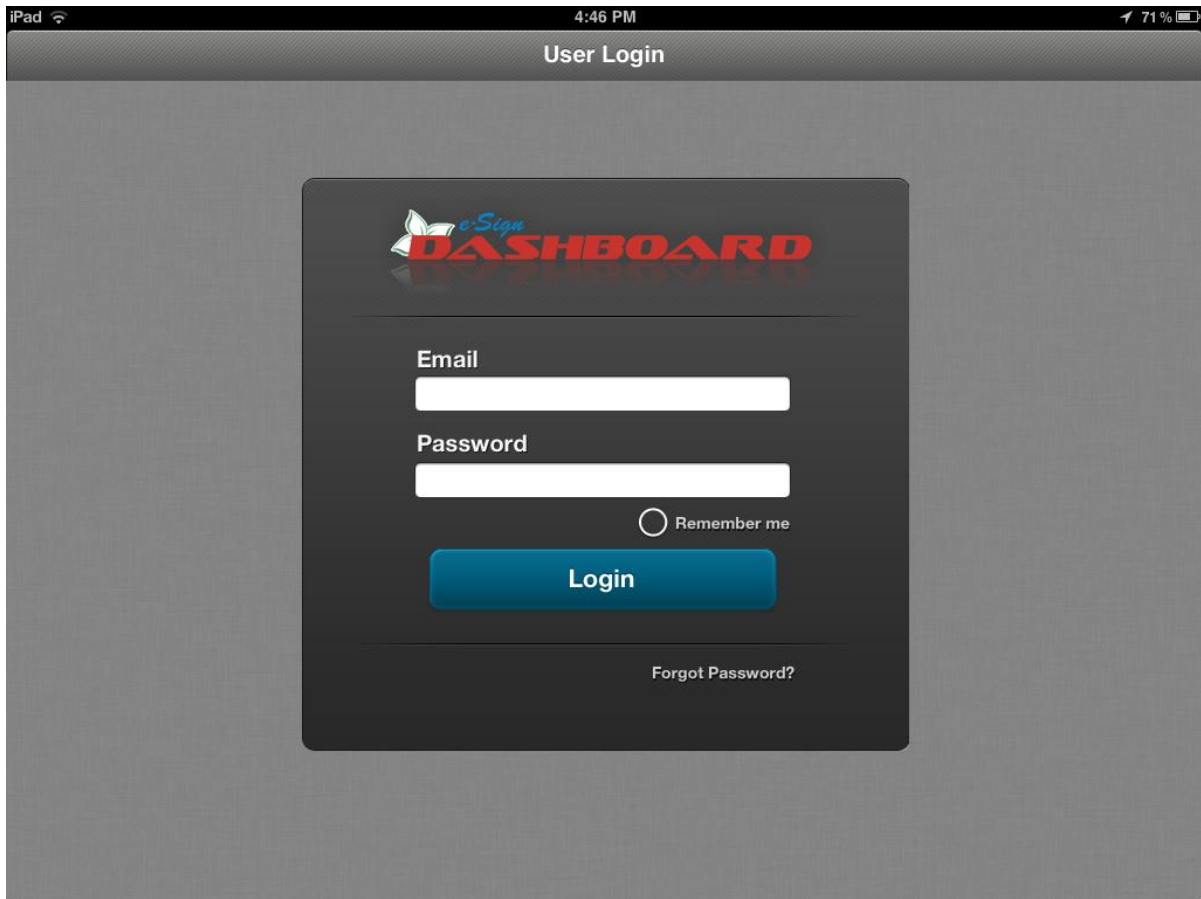 iPad 4:46 PM 71%
User Login
e-Sign
DASHBOARD
Email
Password
Remember me
Login
Forgot Password?